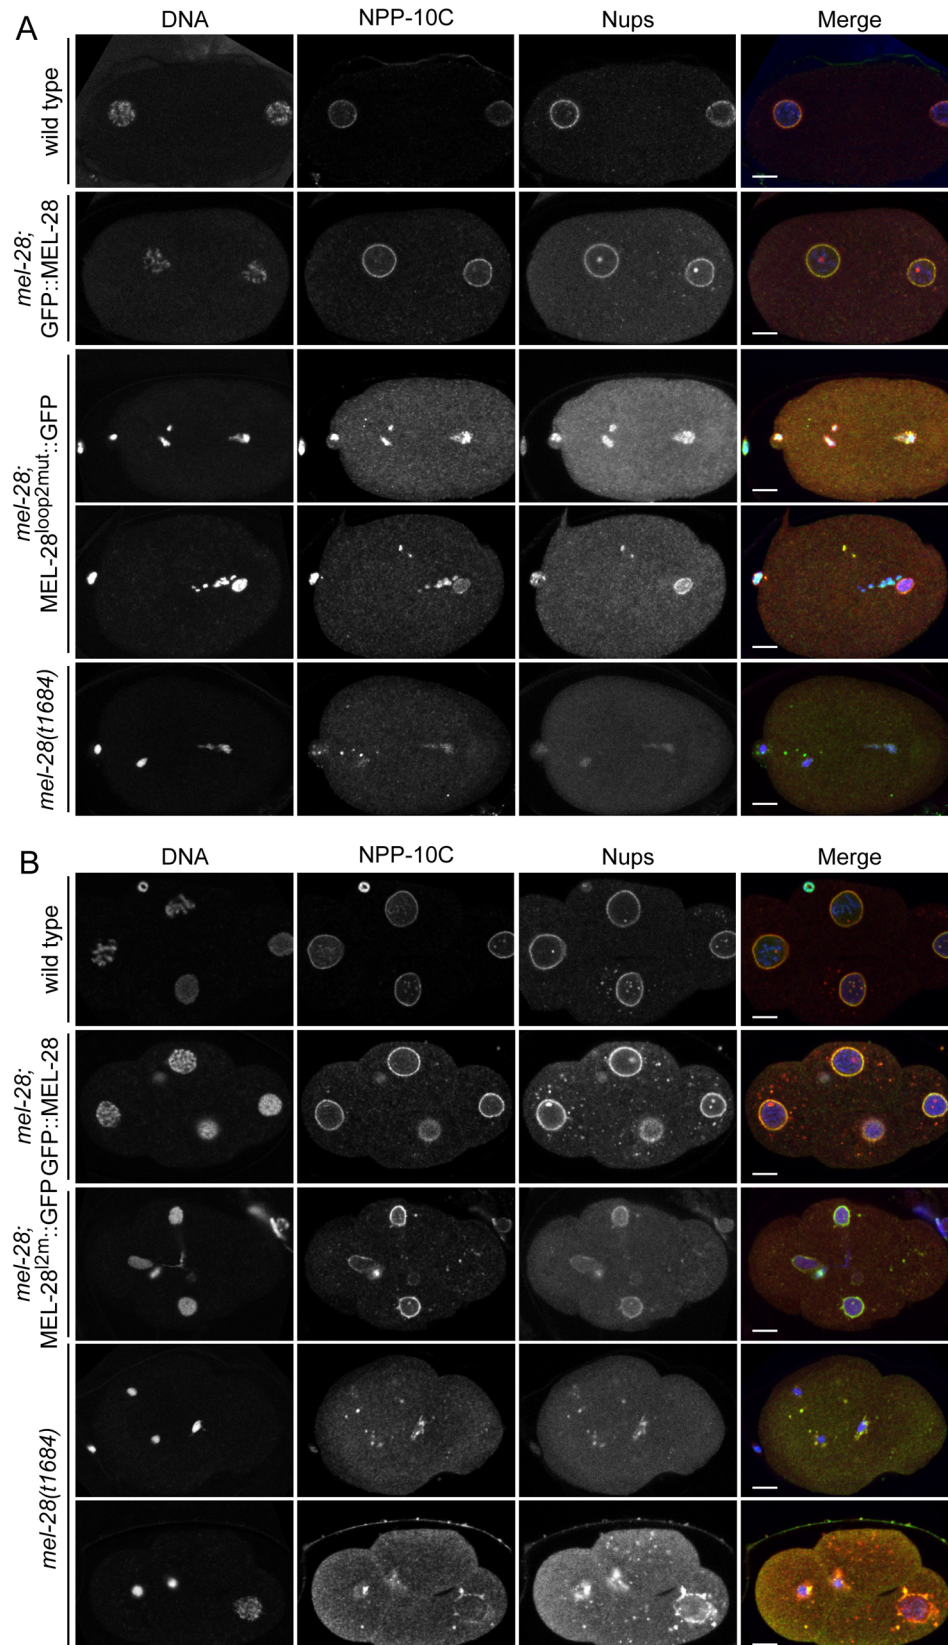 A
DNA NPP-10C Nups Merge
wild type
mel-28;
GFP::MEL-28
mel-28;
MEL-28loop2mut::GFP
mel-28(t1684)
B
DNA NPP-10C Nups Merge
wild type
mel-28;
GFP::MEL-28
mel-28;
MEL-28l2m::GFP
mel-28(t1684)